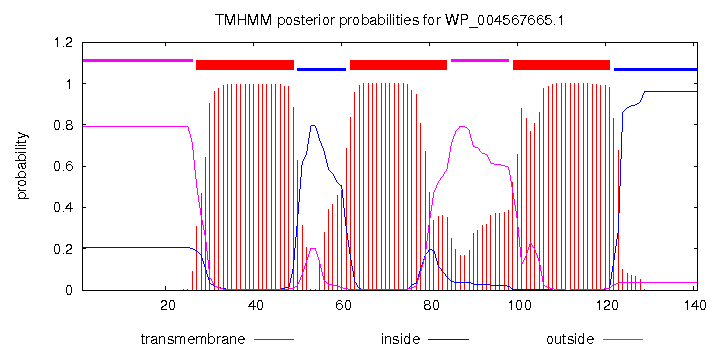 TMHMM posterior probabilities for WP_004567665.1
1.2
1
0.8
0.6
0.4
0.2
0
probability
20 40 60 80 100 120 140
transmembrane inside outside